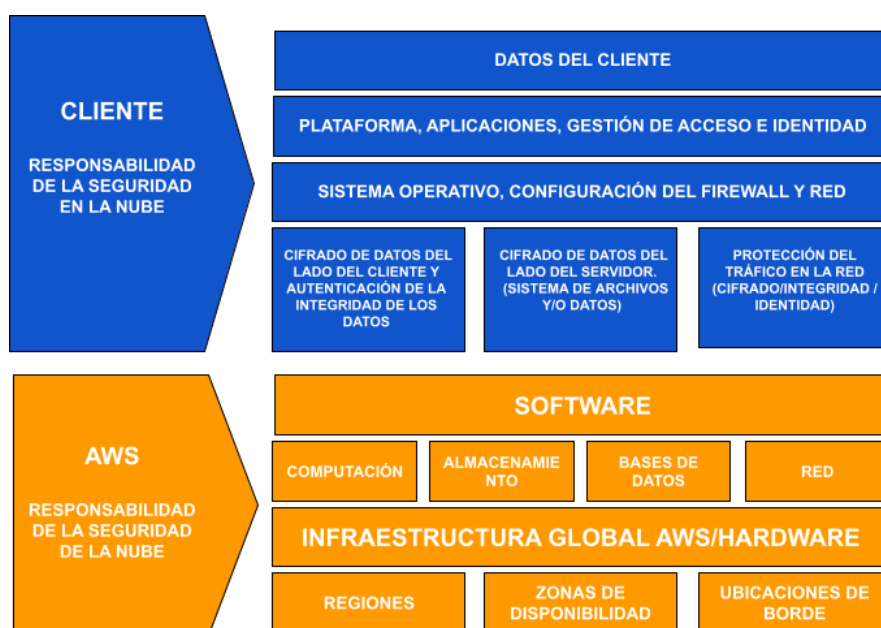 CLIENTE
RESPONSABILIDAD
DE LA SEGURIDAD
EN LA NUBE
DATOS DEL CLIENTE
PLATAFORMA, APLICACIONES, GESTIÓN DE ACCESO E IDENTIDAD
SISTEMA OPERATIVO, CONFIGURACIÓN DEL FIREWALL Y RED
CIFRADO DE DATOS DEL
LADO DEL CLIENTE Y
AUTENTICACIÓN DE LA
INTEGRIDAD DE LOS
DATOS
CIFRADO DE DATOS DEL
LADO DEL SERVIDOR.
(SISTEMA DE ARCHIVOS
Y/O DATOS)
PROTECCIÓN DEL
TRÁFICO EN LA RED
(CIFRADO/INTEGRIDAD /
IDENTIDAD)
AWS
RESPONSABILIDAD
DE LA SEGURIDAD
DE LA NUBE
SOFTWARE
COMPUTACIÓN
ALMACENAMIE
NTO
BASES DE
DATOS
RED
INFRAESTRUCTURA GLOBAL AWS/HARDWARE
REGIONES
ZONAS DE
DISPONIBILIDAD
UBICACIONES DE
BORDE